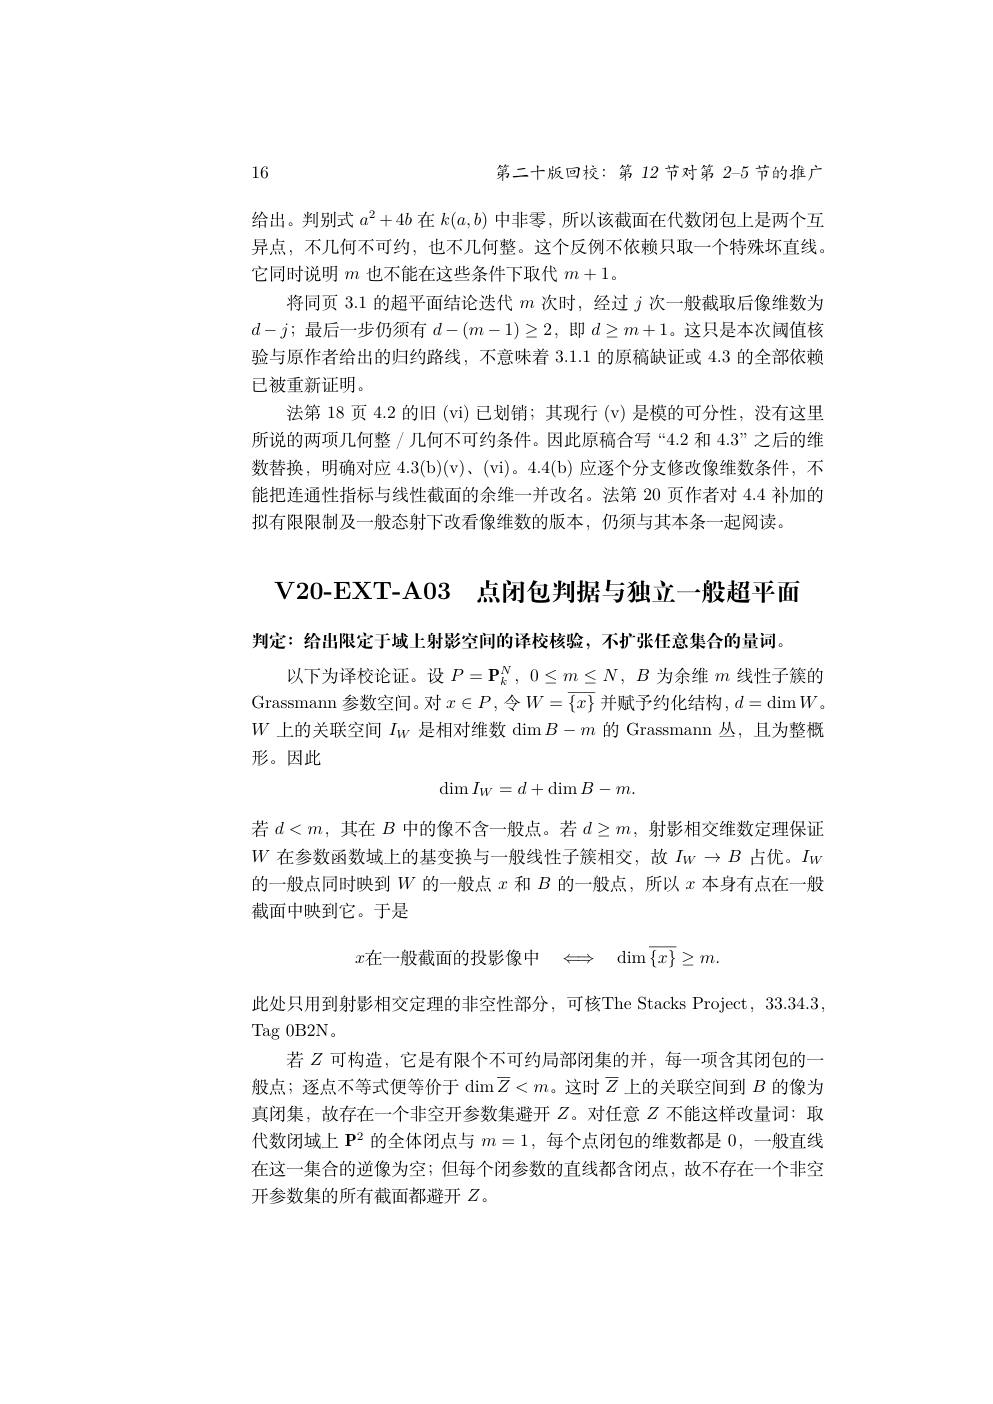 16 第二十版回校：第 12 节对第 2–5 节的推广
给出。判别式 a² + 4b 在 k(a, b) 中非零，所以该截面在代数闭包上是两个互
异点，不几何不可约，也不几何整。这个反例不依赖只取一个特殊坏直线。
它同时说明 m 也不能在这些条件下取代 m + 1。
将同页 3.1 的超平面结论迭代 m 次时，经过 j 次一般截取后像维数为
d − j；最后一步仍须有 d − (m − 1) ≥ 2，即 d ≥ m + 1。这只是本次阈值核
验与原作者给出的归约路线，不意味着 3.1.1 的原稿缺证或 4.3 的全部依赖
已被重新证明。
法第 18 页 4.2 的旧 (vi) 已划销；其现行 (v) 是模的可分性，没有这里
所说的两项几何整 / 几何不可约条件。因此原稿合写 “4.2 和 4.3” 之后的维
数替换，明确对应 4.3(b)(v)、(vi)。4.4(b) 应逐个分支修改像维数条件，不
能把连通性指标与线性截面的余维一并改名。法第 20 页作者对 4.4 补加的
拟有限限制及一般态射下改看像维数的版本，仍须与其本条一起阅读。
V20-EXT-A03 点闭包判据与独立一般超平面
判定：给出限定于域上射影空间的译校核验，不扩张任意集合的量词。
以下为译校论证。设 P = 𝐏ᴺₖ，0 ≤ m ≤ N，B 为余维 m 线性子簇的
Grassmann 参数空间。对 x ∈ P，令 W = \overline{{x}} 并赋予约化结构，d = dim W。
W 上的关联空间 I_W 是相对维数 dim B − m 的 Grassmann 丛，且为整概
形。因此
dim I_W = d + dim B − m.
若 d < m，其在 B 中的像不含一般点。若 d ≥ m，射影相交维数定理保证
W 在参数函数域上的基变换与一般线性子簇相交，故 I_W → B 占优。I_W
的一般点同时映到 W 的一般点 x 和 B 的一般点，所以 x 本身有点在一般
截面中映到它。于是
x在一般截面的投影像中 ⟺ dim \overline{{x}} ≥ m.
此处只用到射影相交定理的非空性部分，可核The Stacks Project，33.34.3，
Tag 0B2N。
若 Z 可构造，它是有限个不可约局部闭集的并，每一项含其闭包的一
般点；逐点不等式便等价于 dim \overline{Z} < m。这时 \overline{Z} 上的关联空间到 B 的像为
真闭集，故存在一个非空开参数集避开 Z。对任意 Z 不能这样改量词：取
代数闭域上 𝐏² 的全体闭点与 m = 1，每个点闭包的维数都是 0，一般直线
在这一集合的逆像为空；但每个闭参数的直线都含闭点，故不存在一个非空
开参数集的所有截面都避开 Z。